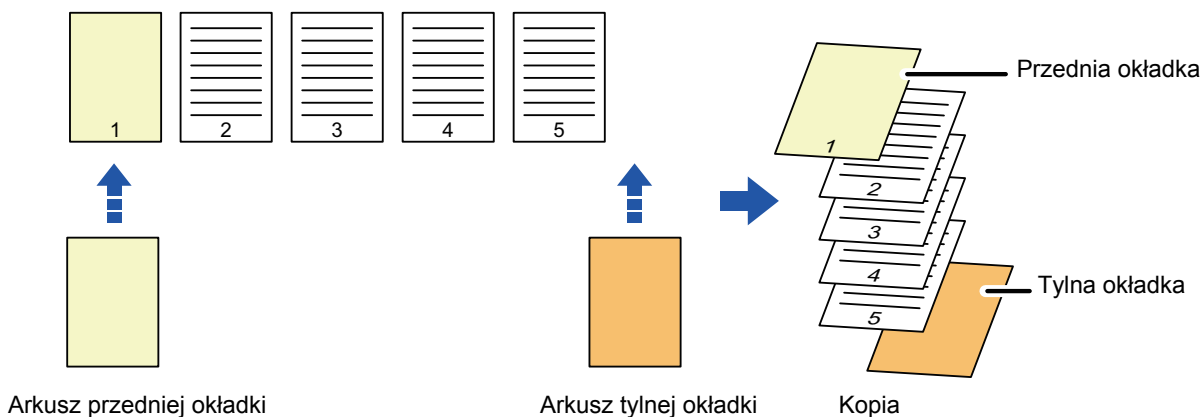 1
2
3
4
5
Przednia okładka
1
2
3
4
5
Tylna okładka
Arkusz przedniej okładki
Arkusz tylnej okładki
Kopia